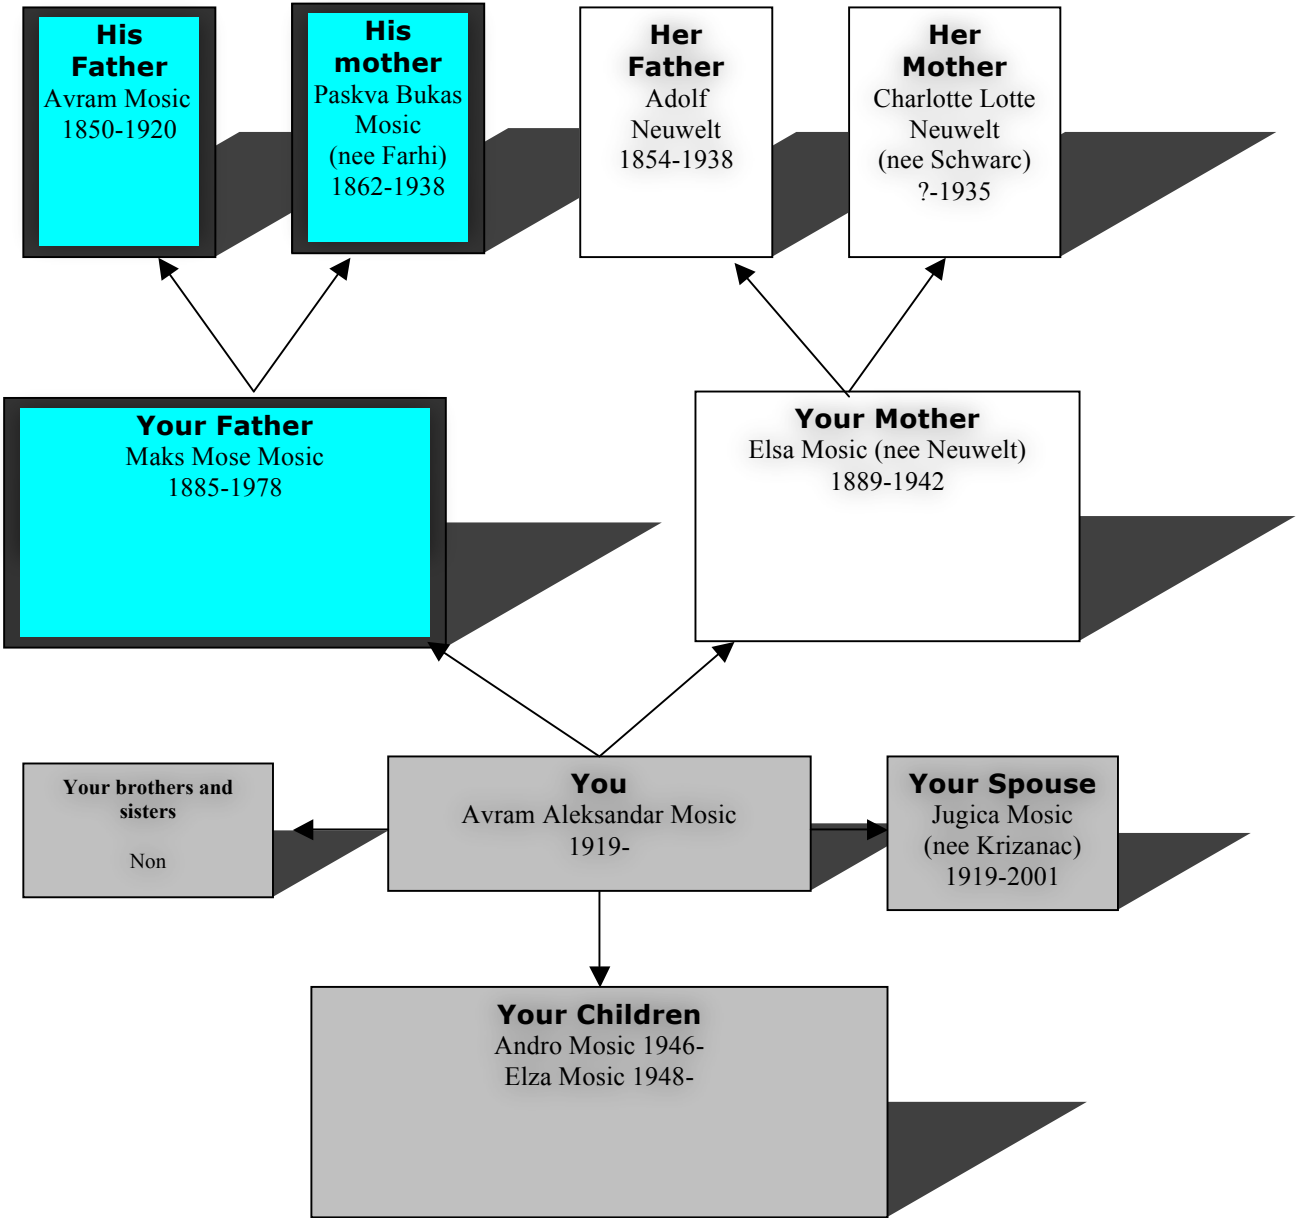 His
Father
Avram Mosic
1850-1920
His
mother
Paskva Bukas
Mosic
(nee Farhi)
1862-1938
Her
Father
Adolf
Neuwelt
1854-1938
Her
Mother
Charlotte Lotte
Neuwelt
(nee Schwarc)
?-1935
Your Father
Maks Mose Mosic
1885-1978
Your Mother
Elsa Mosic (nee Neuwelt)
1889-1942
Your brothers and
sisters
Non
You
Avram Aleksandar Mosic
1919-
Your Spouse
Jugica Mosic
(nee Krizanac)
1919-2001
Your Children
Andro Mosic 1946-
Elza Mosic 1948-